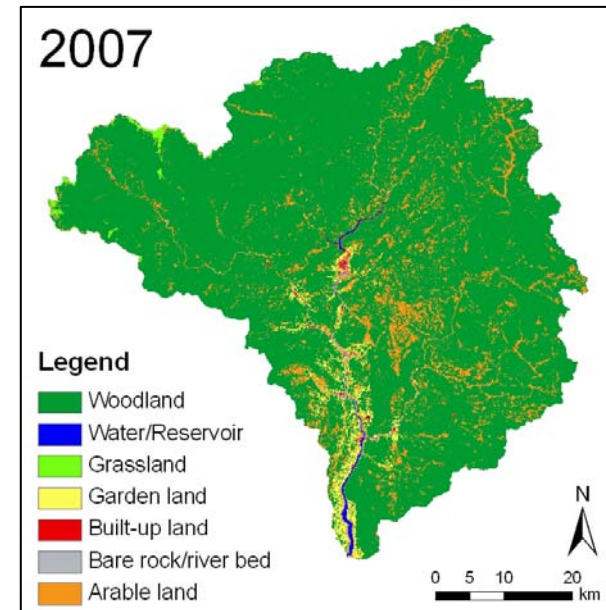 2007
Legend
Woodland
Water/Reservoir
Grassland
Garden land
Built-up land
Bare rock/river bed
Arable land
N
0 5 10 20
km